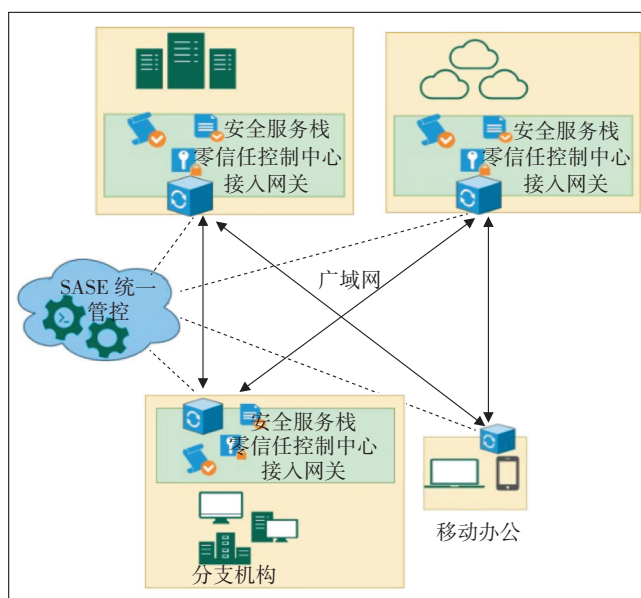 安全服务栈
零信任控制中心
接入网关
安全服务栈
零信任控制中心
接入网关
广域网
SASE 统一
管控
安全服务栈
零信任控制中心
接入网关
移动办公
分支机构